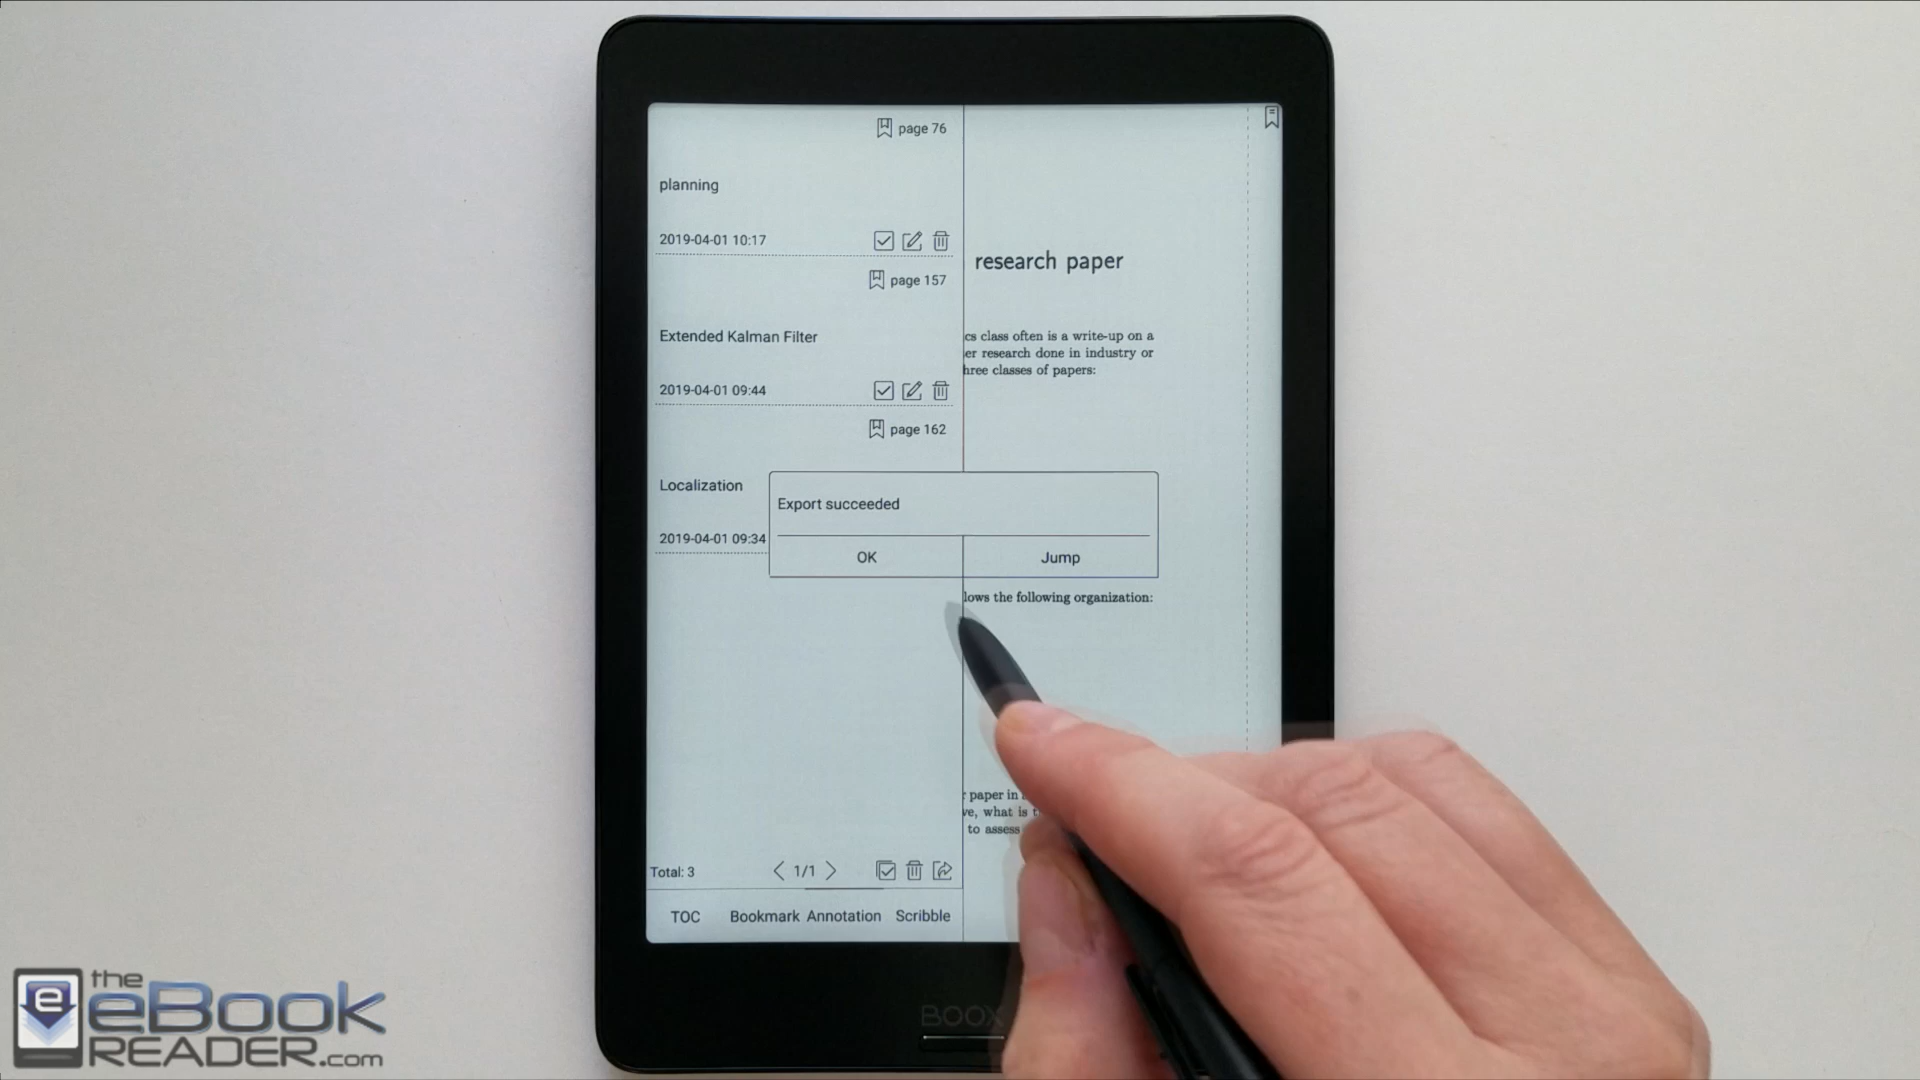 page 76
planning
2019-04-01 10:17
page 157
Extended Kalman Filter
2019-04-01 09:44
page 162
Localization
2019-04-01 09:34
research paper
cs class often is a write-up on a
er research done in industry or
hree classes of papers:
Export succeeded
OK
Jump
lows the following organization:
r paper in
ve, what is t
to assess
Total: 3
1/1
TOC
Bookmark
Annotation
Scribble
BOOX
the
eBook
READER.com